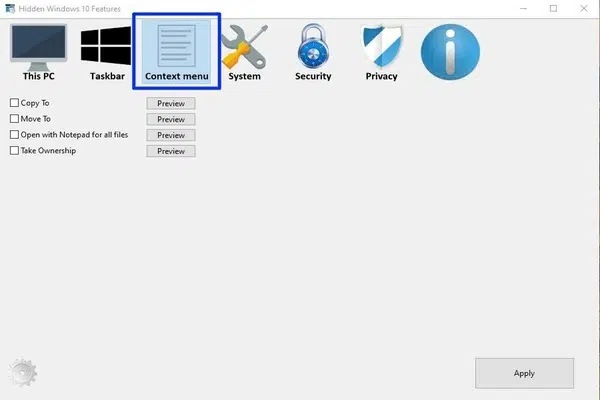 Hidden Windows 10 Features
This PC
Taskbar
Context menu
System
Security
Privacy
Copy To
Preview
Move To
Preview
Open with Notepad for all files
Preview
Take Ownership
Preview
Apply